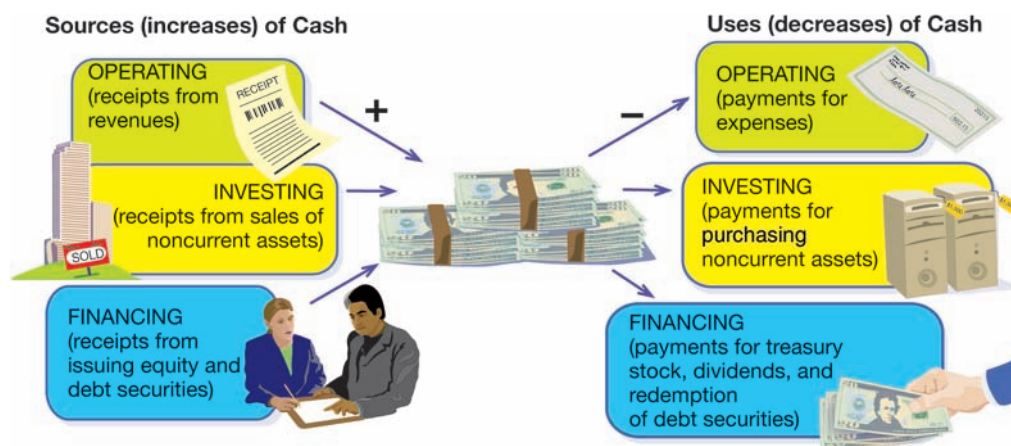 Sources (increases) of Cash
OPERATING
(receipts from
revenues)
RECEIPT
+
INVESTING
(receipts from sales of
noncurrent assets)
SOLD
FINANCING
(receipts from
issuing equity and
debt securities)
Uses (decreases) of Cash
−
OPERATING
(payments for
expenses)
INVESTING
(payments for
purchasing
noncurrent assets)
FINANCING
(payments for treasury
stock, dividends, and
redemption
of debt securities)